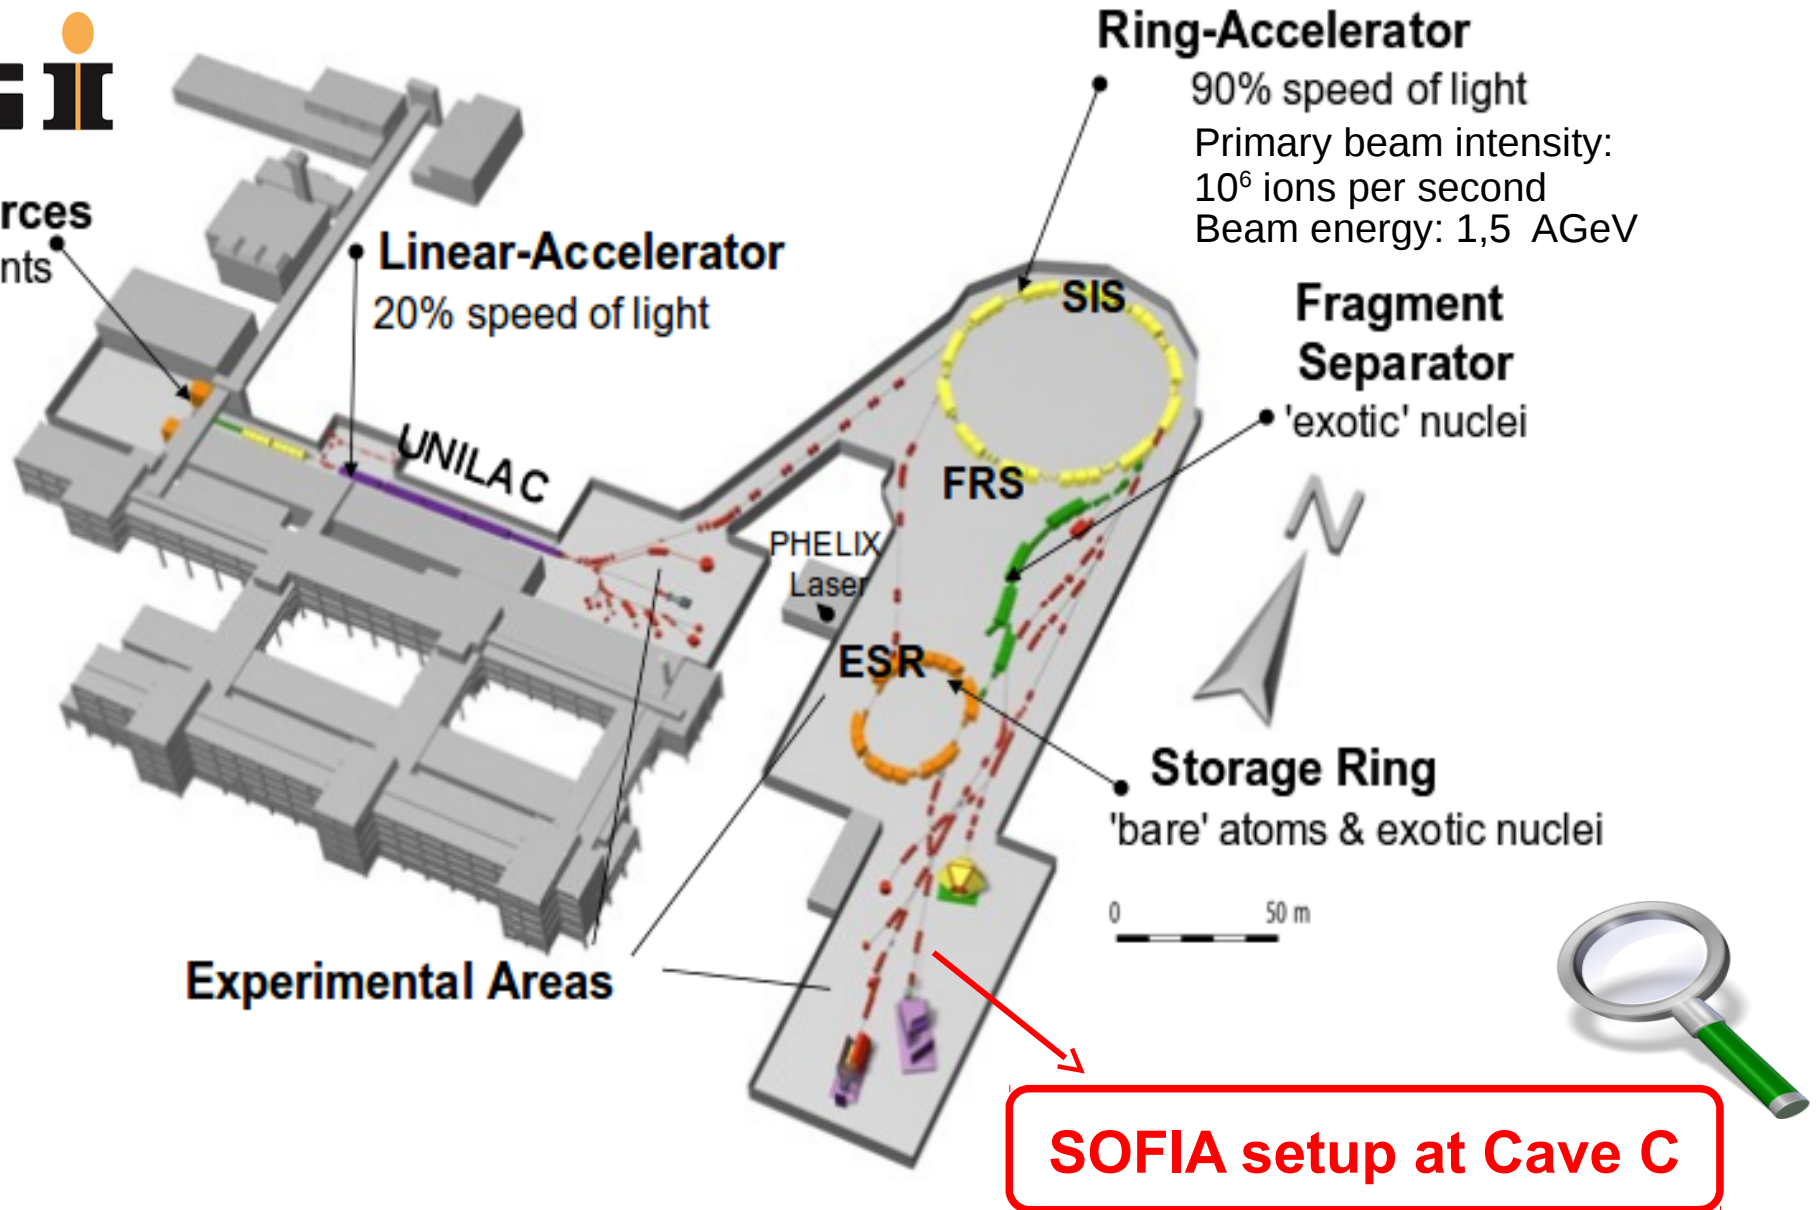 Ring-Accelerator
90% speed of light
Primary beam intensity:
10⁶ ions per second
Beam energy: 1,5 AGeV
Linear-Accelerator
20% speed of light
SIS
Fragment
Separator
'exotic' nuclei
UNILAC
FRS
N
PHELIX
Laser
ESR
Storage Ring
'bare' atoms & exotic nuclei
0 50 m
Experimental Areas
SOFIA setup at Cave C